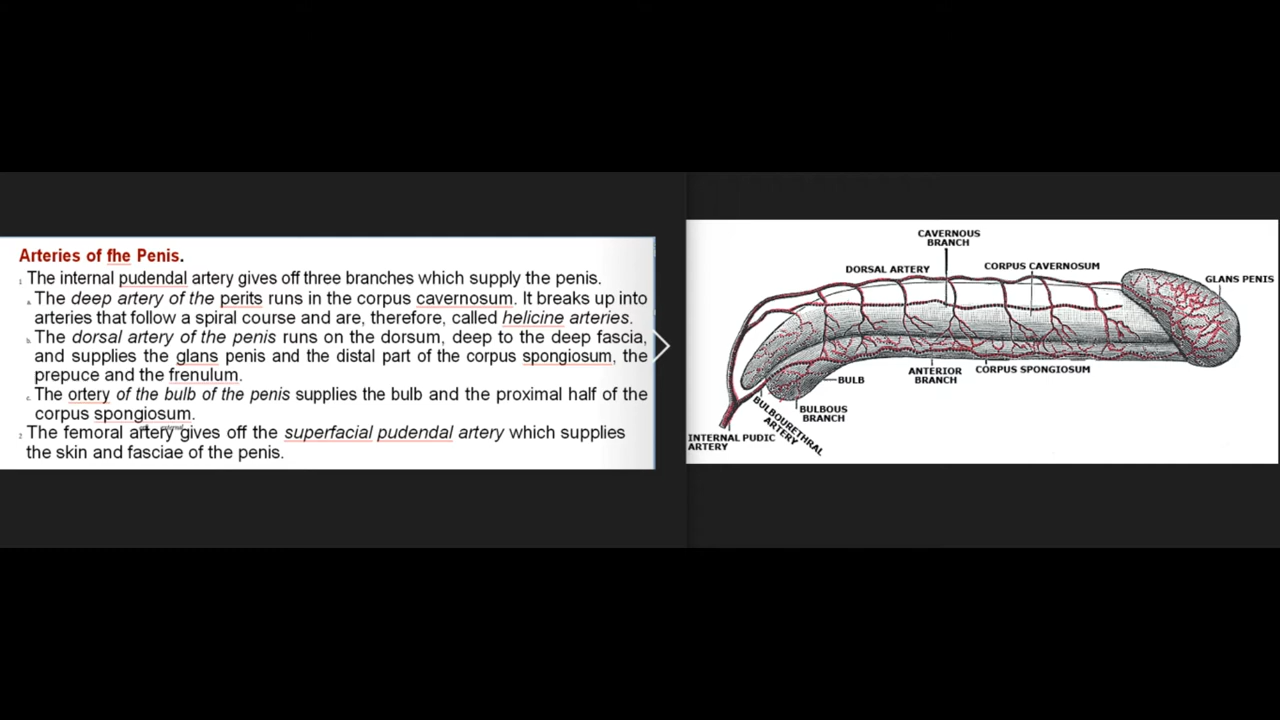 Arteries of fhe Penis.
1. The internal pudendal artery gives off three branches which supply the penis.
a. The deep artery of the perits runs in the corpus cavernosum. It breaks up into
arteries that follow a spiral course and are, therefore, called helicine arteries.
b. The dorsal artery of the penis runs on the dorsum, deep to the deep fascia,
and supplies the glans penis and the distal part of the corpus spongiosum, the
prepuce and the frenulum.
c. The ortery of the bulb of the penis supplies the bulb and the proximal half of the
corpus spongiosum.
2. The femoral artery gives off the superfacial pudendal artery which supplies
the skin and fasciae of the penis.
CAVERNOUS
BRANCH
DORSAL ARTERY
CORPUS CAVERNOSUM
GLANS PENIS
ANTERIOR
BRANCH
CORPUS SPONGIOSUM
BULB
BULBOUS
BRANCH
BULBOURETHRAL
ARTERY
INTERNAL PUDIC
ARTERY